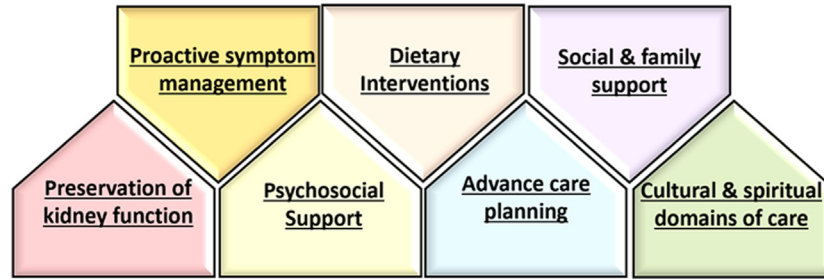 Proactive symptom
management
Dietary
Interventions
Social & family
support
Preservation of
kidney function
Psychosocial
Support
Advance care
planning
Cultural & spiritual
domains of care